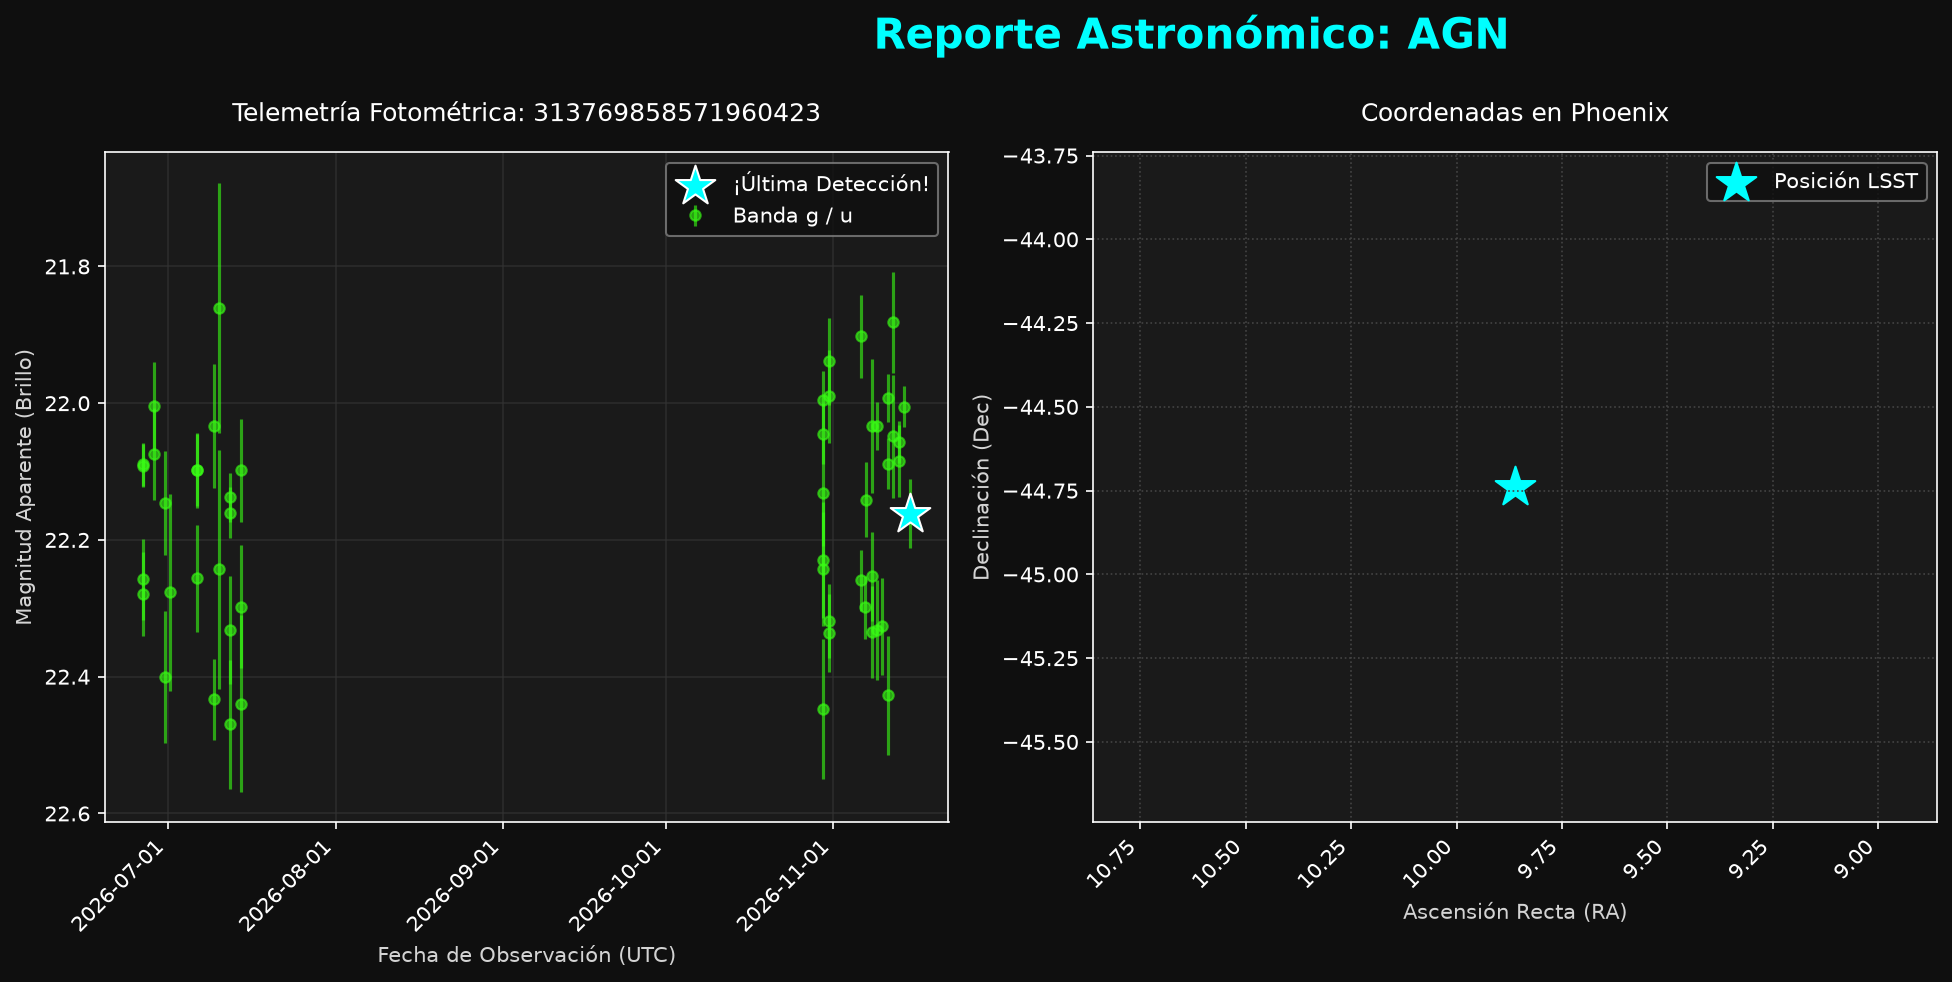 Reporte Astronómico: AGN
Telemetría Fotométrica: 313769858571960423
¡Última Detección!
Banda g / u
21.8
22.0
22.2
22.4
22.6
Magnitud Aparente (Brillo)
2026-07-01
2026-08-01
2026-09-01
2026-10-01
2026-11-01
Fecha de Observación (UTC)
Coordenadas en Phoenix
Posición LSST
−43.75
−44.00
−44.25
−44.50
−44.75
−45.00
−45.25
−45.50
Declinación (Dec)
10.75
10.50
10.25
10.00
9.75
9.50
9.25
9.00
Ascensión Recta (RA)